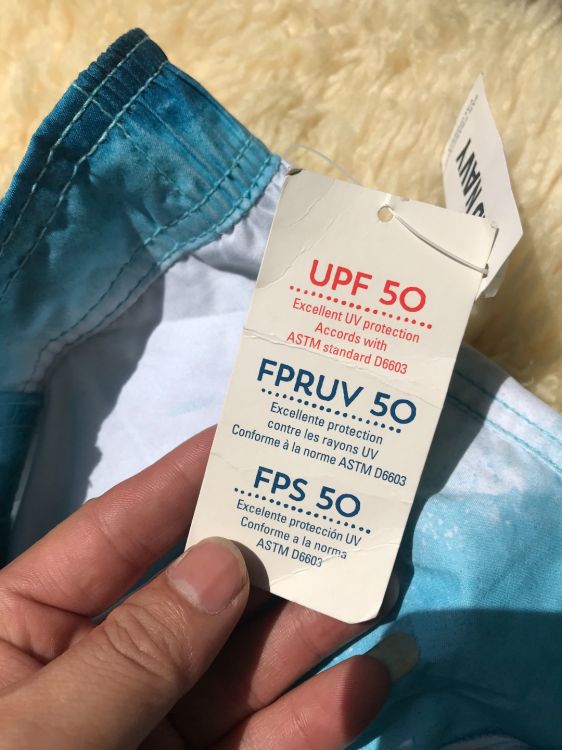 UPF 50
Excellent UV protection
Accords with
ASTM standard D6603
FPRUV 50
Excellente protection
contre les rayons UV
Conforme à la norme ASTM D6603
FPS 50
Excelente protección UV
Conforme a la norma
ASTM D6603
NAVY